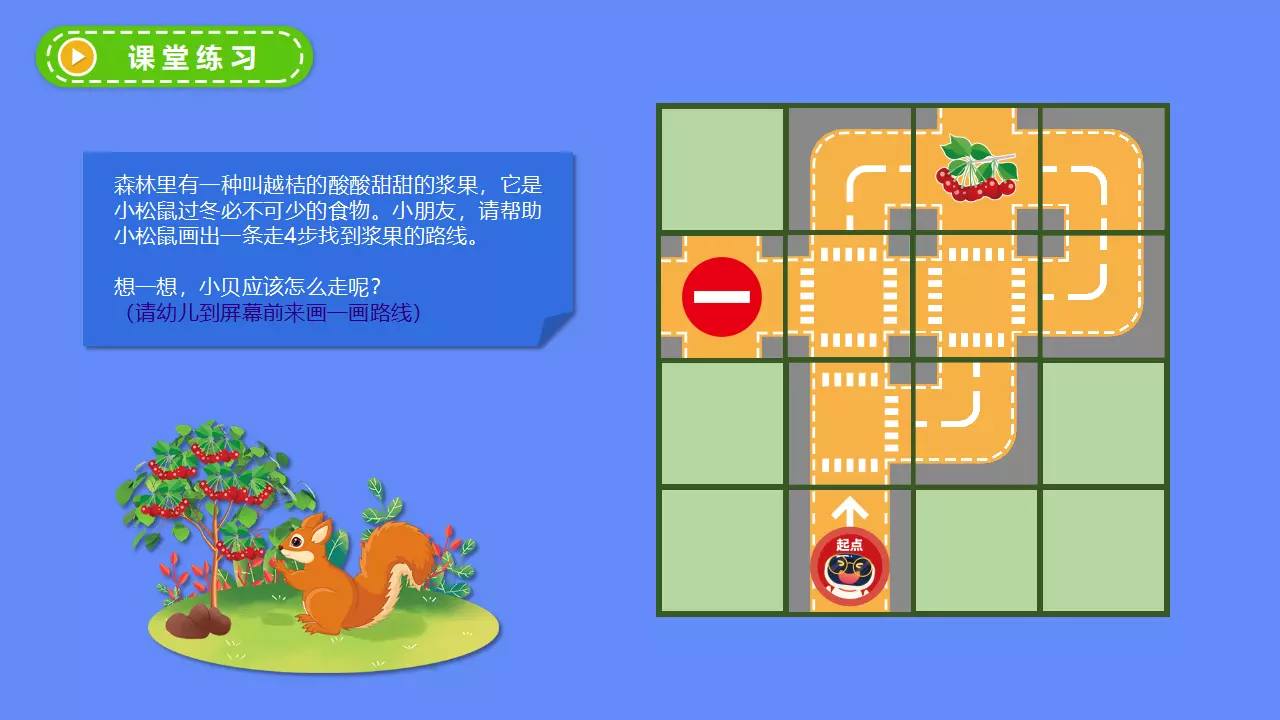 课堂练习
森林里有一种叫越桔的酸酸甜甜的浆果，它是
小松鼠过冬必不可少的食物。小朋友，请帮助
小松鼠画出一条走4步找到浆果的路线。
想一想，小贝应该怎么走呢？
（请幼儿到屏幕前来画一画路线）
起点